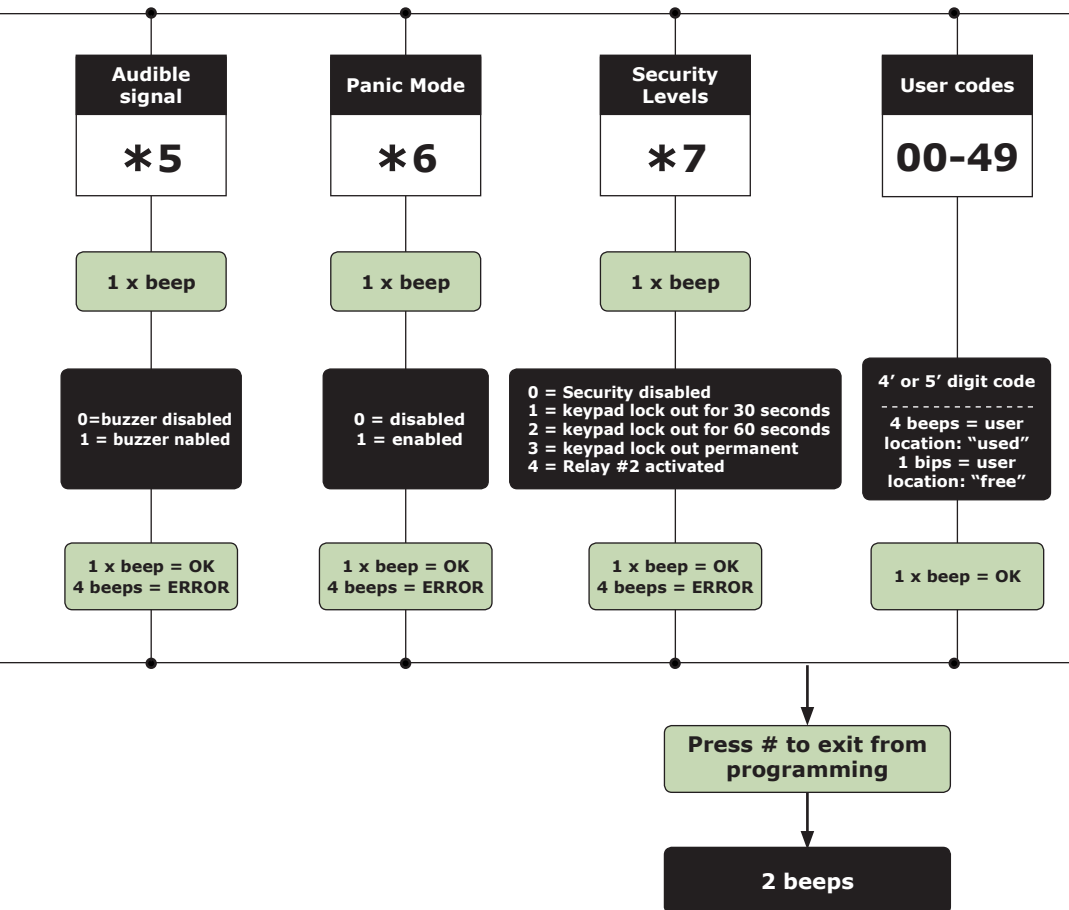 Audible
signal
*5
1 x beep
0=buzzer disabled
1 = buzzer nabled
1 x beep = OK
4 beeps = ERROR
Panic Mode
*6
1 x beep
0 = disabled
1 = enabled
1 x beep = OK
4 beeps = ERROR
Security
Levels
*7
1 x beep
0 = Security disabled
1 = keypad lock out for 30 seconds
2 = keypad lock out for 60 seconds
3 = keypad lock out permanent
4 = Relay #2 activated
1 x beep = OK
4 beeps = ERROR
User codes
00-49
4’ or 5’ digit code
4 beeps = user
location: “used”
1 bips = user
location: “free”
1 x beep = OK
Press # to exit from
programming
2 beeps